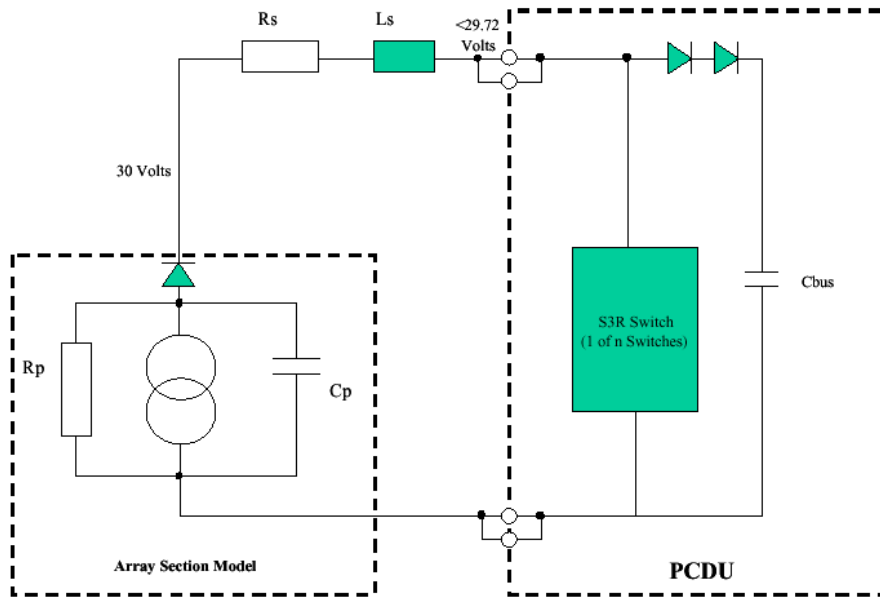 Rs
Ls
<29.72
Volts
30 Volts
S3R Switch
(1 of n Switches)
Cbus
Rp
Cp
Array Section Model
PCDU